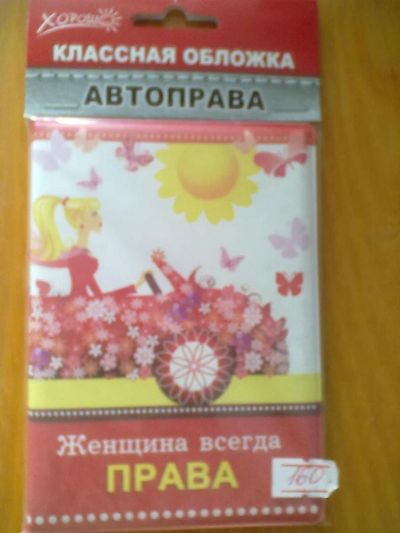 ХОРОШО
КЛАССНАЯ ОБЛОЖКА
АВТОПРАВА
Женщина всегда
ПРАВА
160